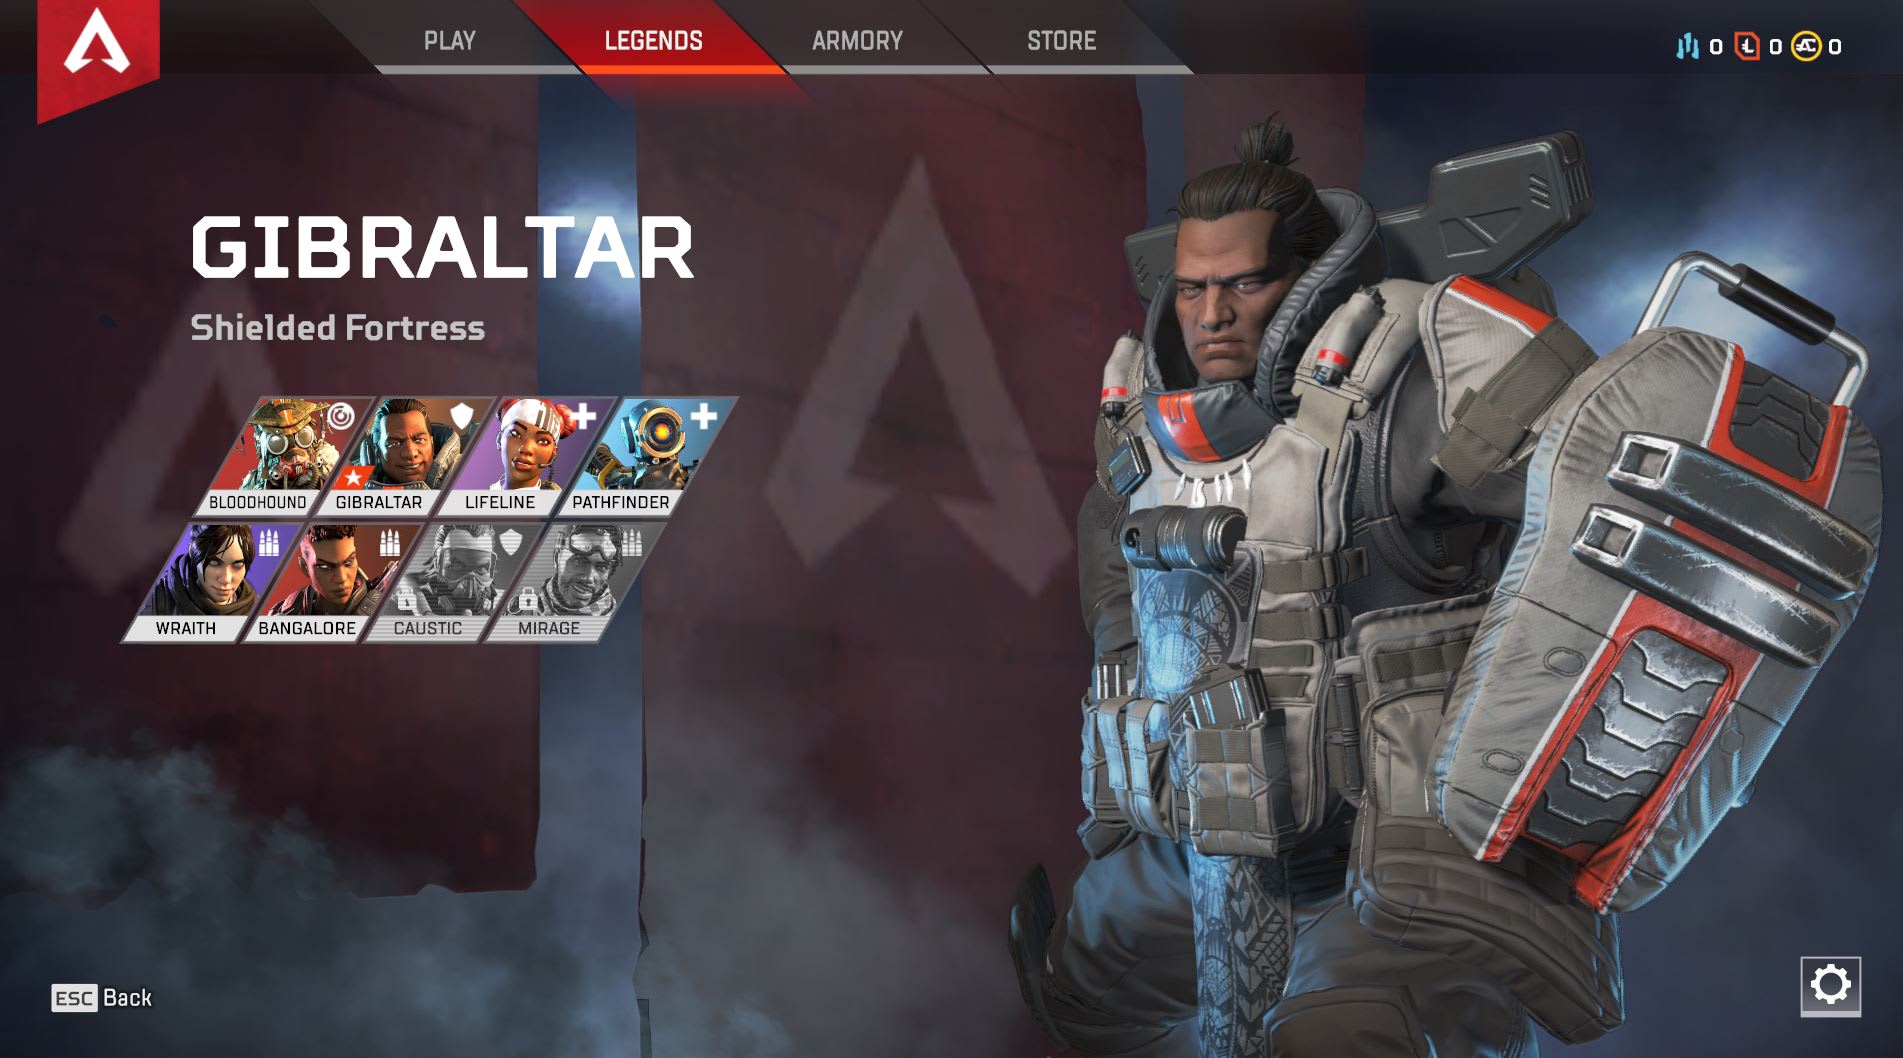 PLAY LEGENDS ARMORY STORE 0 0 0
GIBRALTAR
Shielded Fortress
BLOODHOUND GIBRALTAR LIFELINE PATHFINDER
WRAITH BANGALORE CAUSTIC MIRAGE
ESC Back